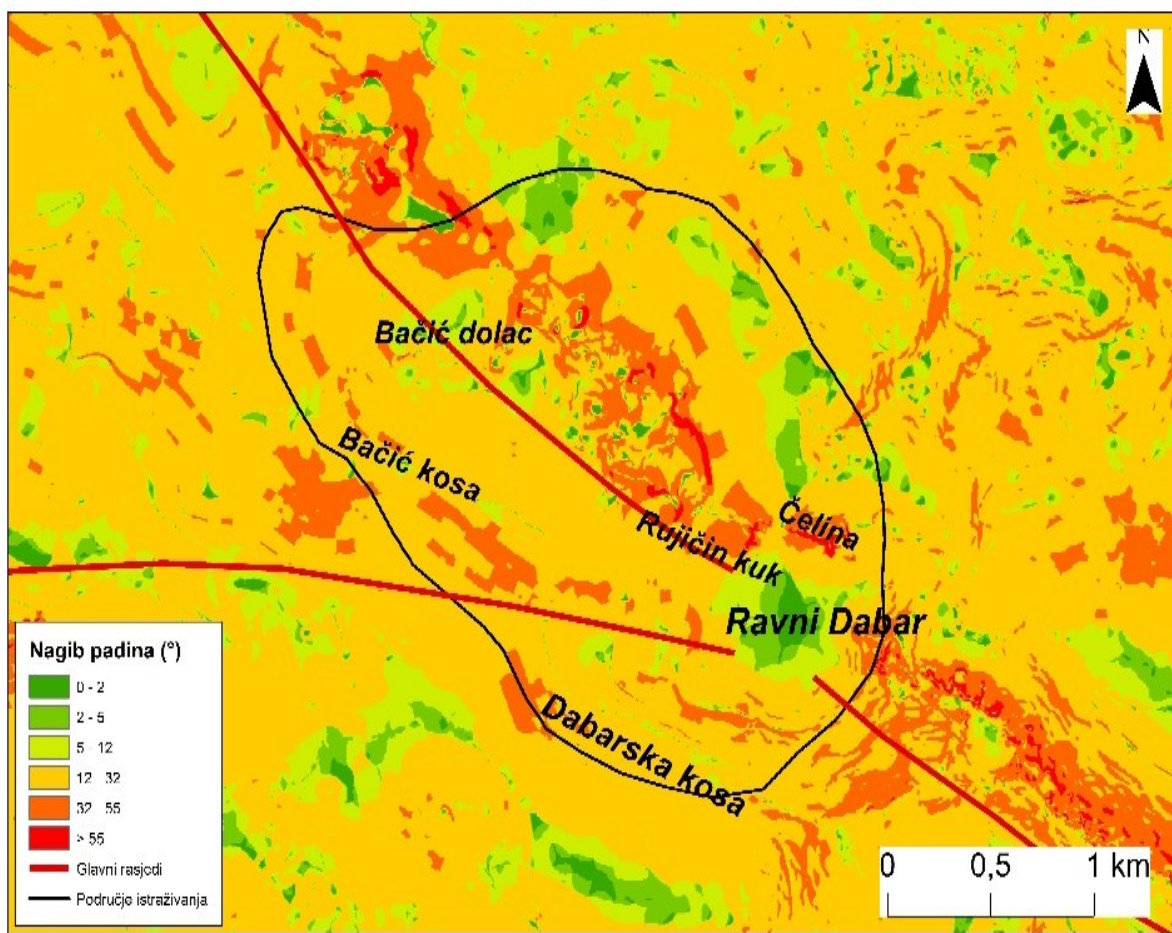 N
Bačić dolac
Bačić kosa
Čelina
Rujičin kuk
Ravni Dabar
Dabarska kosa
Nagib padina (°)
0 - 2
2 - 5
5 - 12
12 - 32
32 - 55
> 55
Glavni rasjedi
Područje istraživanja
0 0,5 1 km